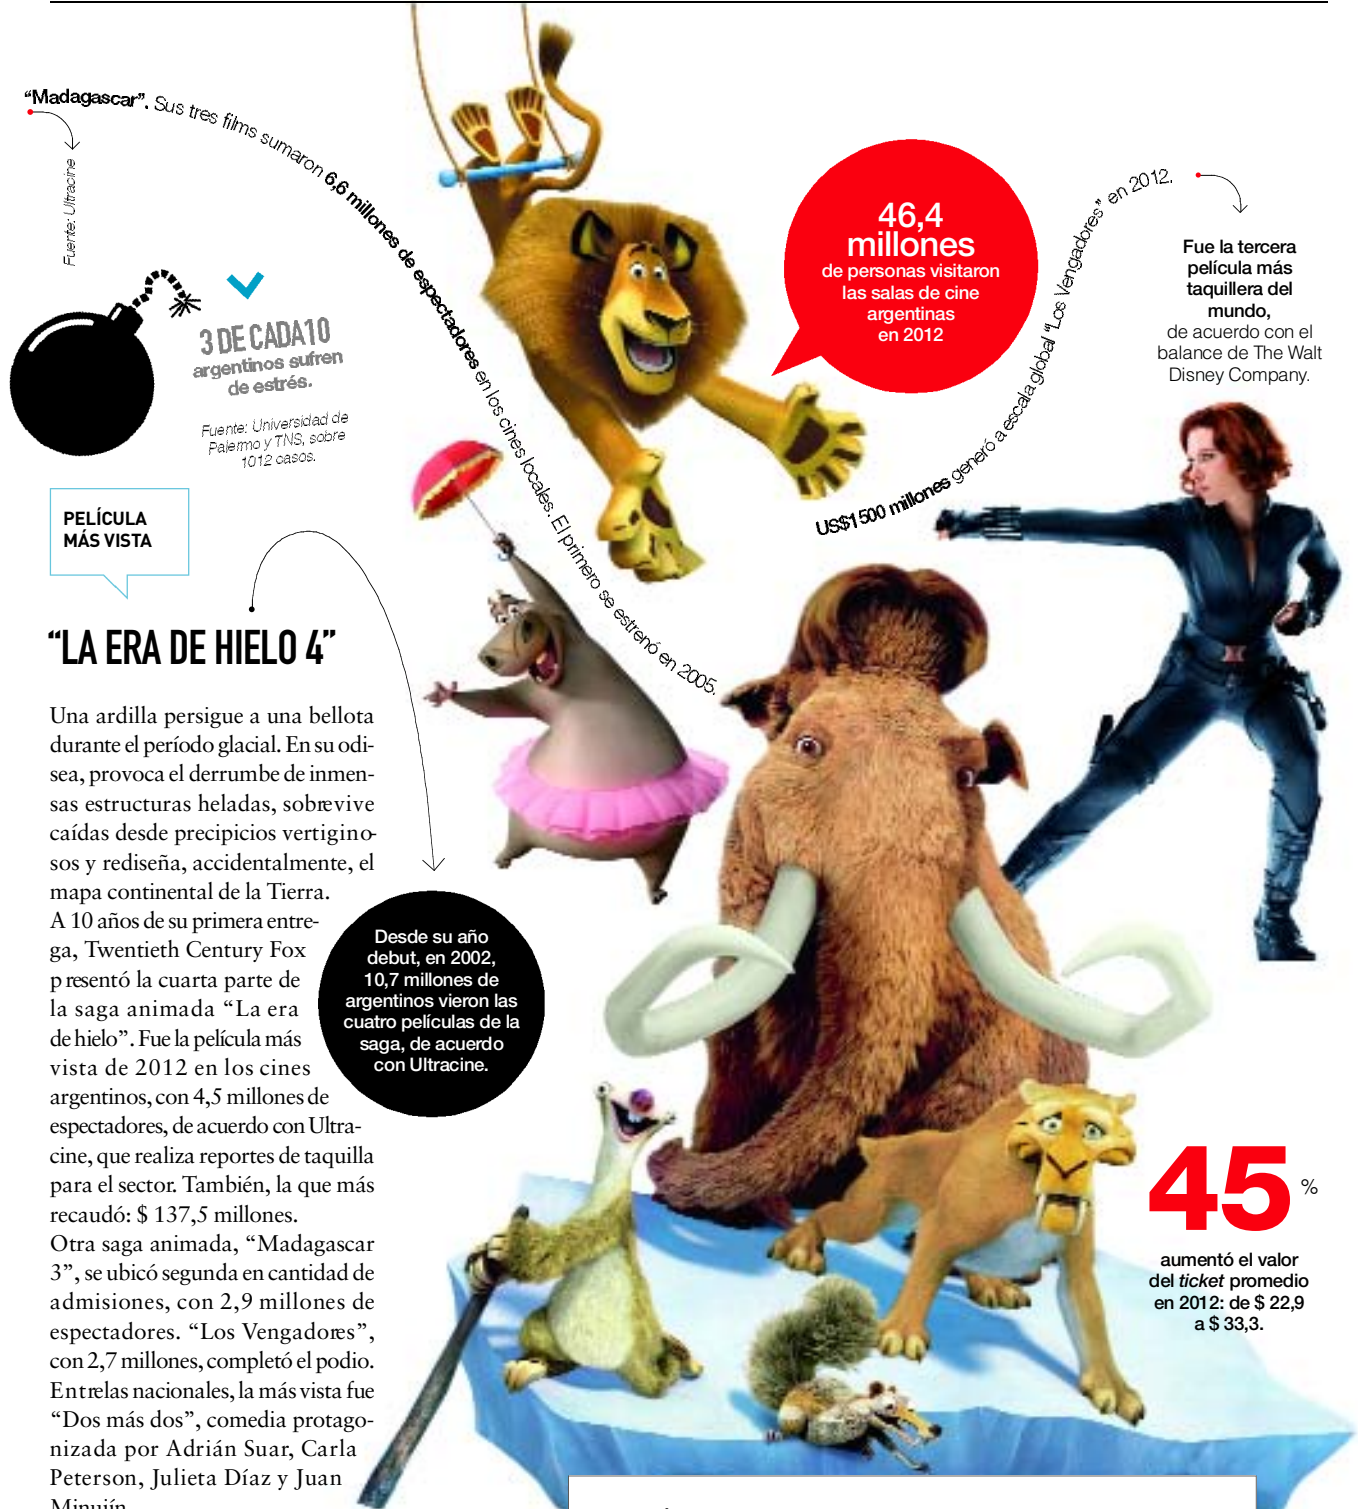 “Madagascar”. Sus tres films sumaron 6,6 millones de espectadores en los cines locales. El primero se estrenó en 2005.
Fuente: Ultracine
3 DE CADA 10
argentinos sufren
de estrés.
Fuente: Universidad de
Palermo y TNS, sobre
1012 casos.
46,4
millones
de personas visitaron
las salas de cine
argentinas
en 2012
US$1500 millones generó a escala global “Los Vengadores” en 2012.
Fue la tercera
película más
taquillera del
mundo,
de acuerdo con el
balance de The Walt
Disney Company.
PELÍCULA
MÁS VISTA
“LA ERA DE HIELO 4”
Una ardilla persigue a una bellota
durante el período glacial. En su odi-
sea, provoca el derrumbe de inmen-
sas estructuras heladas, sobrevive
caídas desde precipicios vertigino-
sos y rediseña, accidentalmente, el
mapa continental de la Tierra.
A 10 años de su primera entre-
ga, Twentieth Century Fox
presentó la cuarta parte de
la saga animada “La era
de hielo”. Fue la película más
vista de 2012 en los cines
argentinos, con 4,5 millones de
espectadores, de acuerdo con Ultra-
cine, que realiza reportes de taquilla
para el sector. También, la que más
recaudó: $ 137,5 millones.
Otra saga animada, “Madagascar
3”, se ubicó segunda en cantidad de
admisiones, con 2,9 millones de
espectadores. “Los Vengadores”,
con 2,7 millones, completó el podio.
Entre las nacionales, la más vista fue
“Dos más dos”, comedia protago-
nizada por Adrián Suar, Carla
Peterson, Julieta Díaz y Juan
Minujín
Desde su año
debut, en 2002,
10,7 millones de
argentinos vieron las
cuatro películas de la
saga, de acuerdo
con Ultracine.
45 %
aumentó el valor
del ticket promedio
en 2012: de $ 22,9
a $ 33,3.